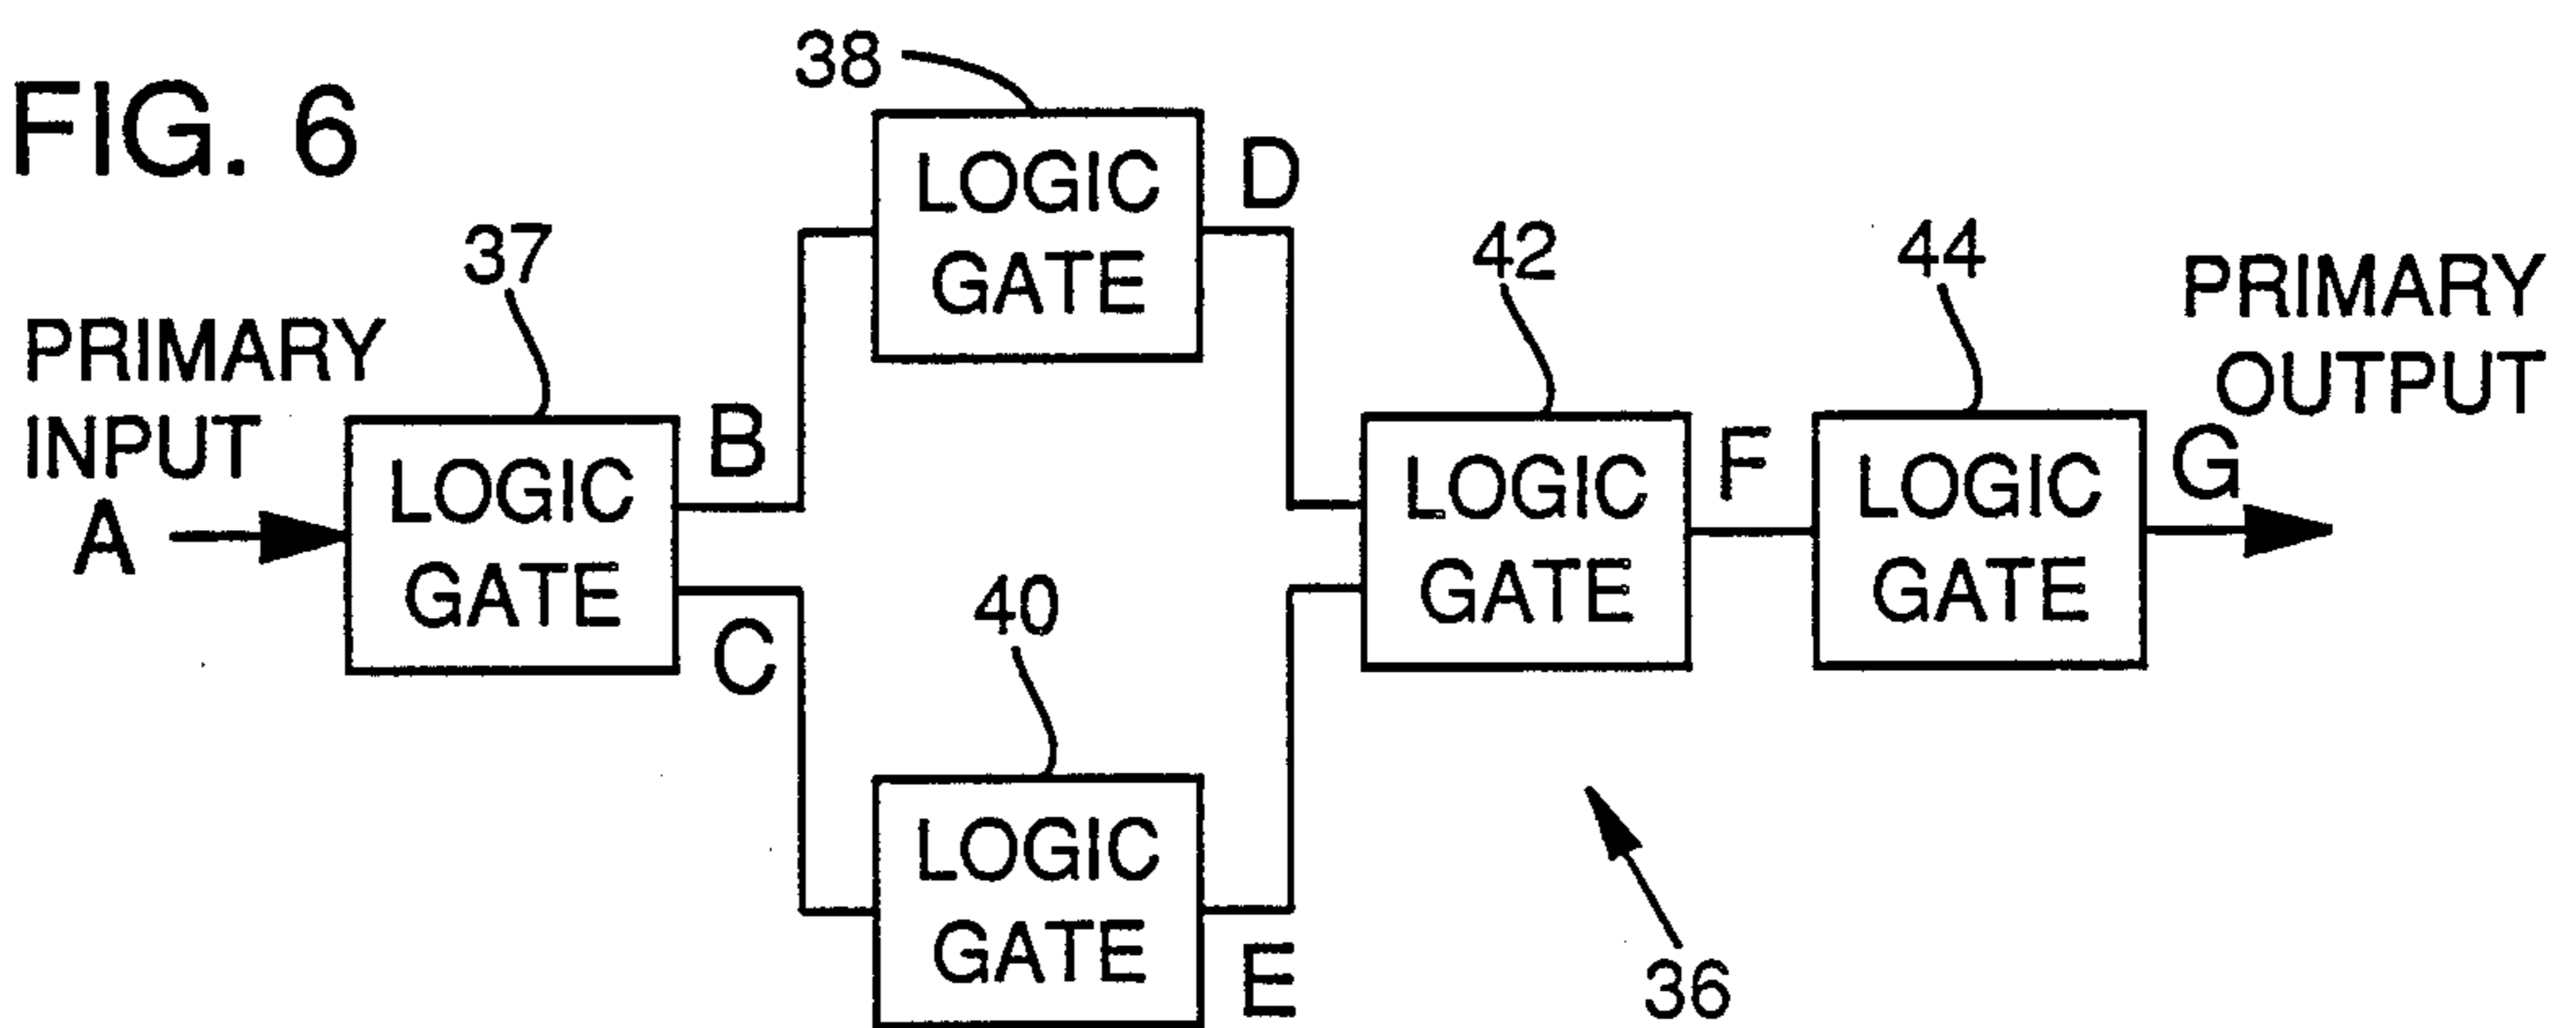 FIG. 6
38
LOGIC
GATE
D
37
PRIMARY
INPUT
A
LOGIC
GATE
B
C
40
LOGIC
GATE
E
42
LOGIC
GATE
F
44
LOGIC
GATE
PRIMARY
OUTPUT
G
36